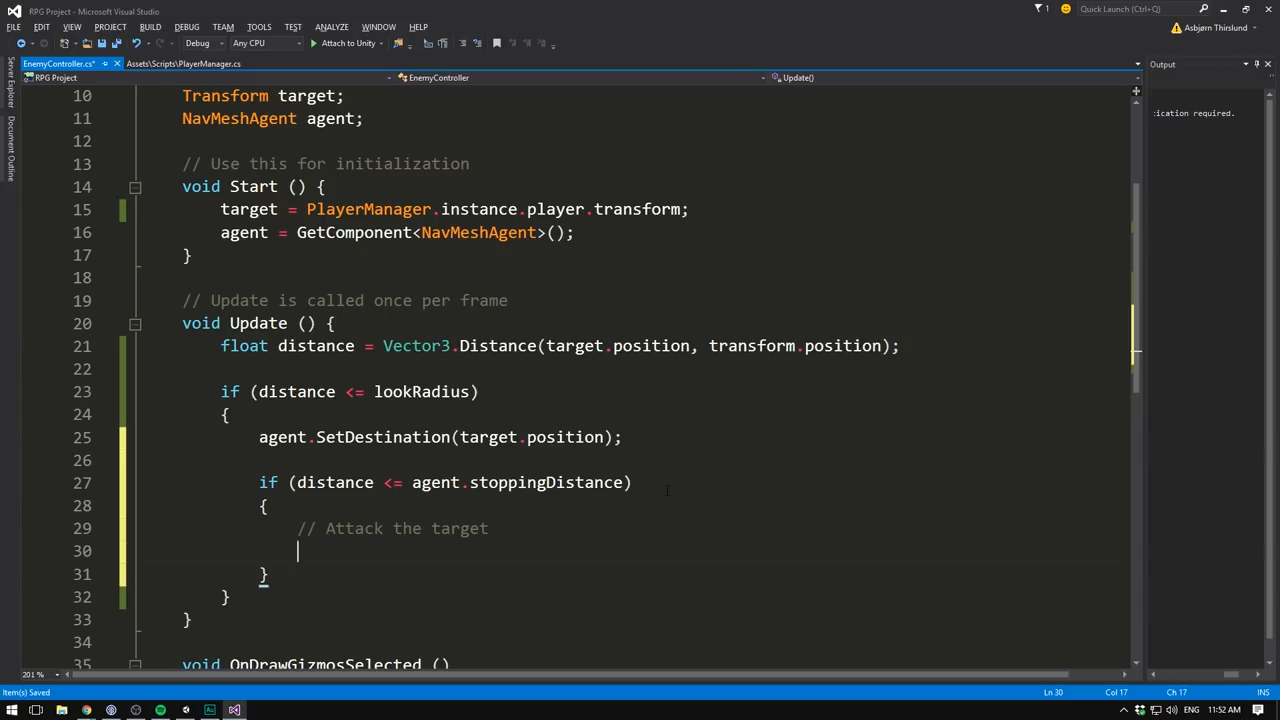 RPG Project - Microsoft Visual Studio
1
Quick Launch (Ctrl+Q)
FILE EDIT VIEW PROJECT BUILD DEBUG TEAM TOOLS TEST ANALYZE WINDOW HELP
Asbjørn Thirslund
Debug Any CPU Attach to Unity
EnemyController.cs* Assets\Scripts\PlayerManager.cs
Output
RPG Project EnemyController Update()
Server Explorer
Document Outline
10 Transform target;
11 NavMeshAgent agent;
:ication required.
12
13 // Use this for initialization
14 void Start () {
15 target = PlayerManager.instance.player.transform;
16 agent = GetComponent<NavMeshAgent>();
17 }
18
19 // Update is called once per frame
20 void Update () {
21 float distance = Vector3.Distance(target.position, transform.position);
22
23 if (distance <= lookRadius)
24 {
25 agent.SetDestination(target.position);
26
27 if (distance <= agent.stoppingDistance)
28 {
29 // Attack the target
30
31 }
32 }
33 }
34
35 void OnDrawGizmosSelected ()
201 %
Item(s) Saved Ln 30 Col 17 Ch 17 INS
ENG 11:52 AM